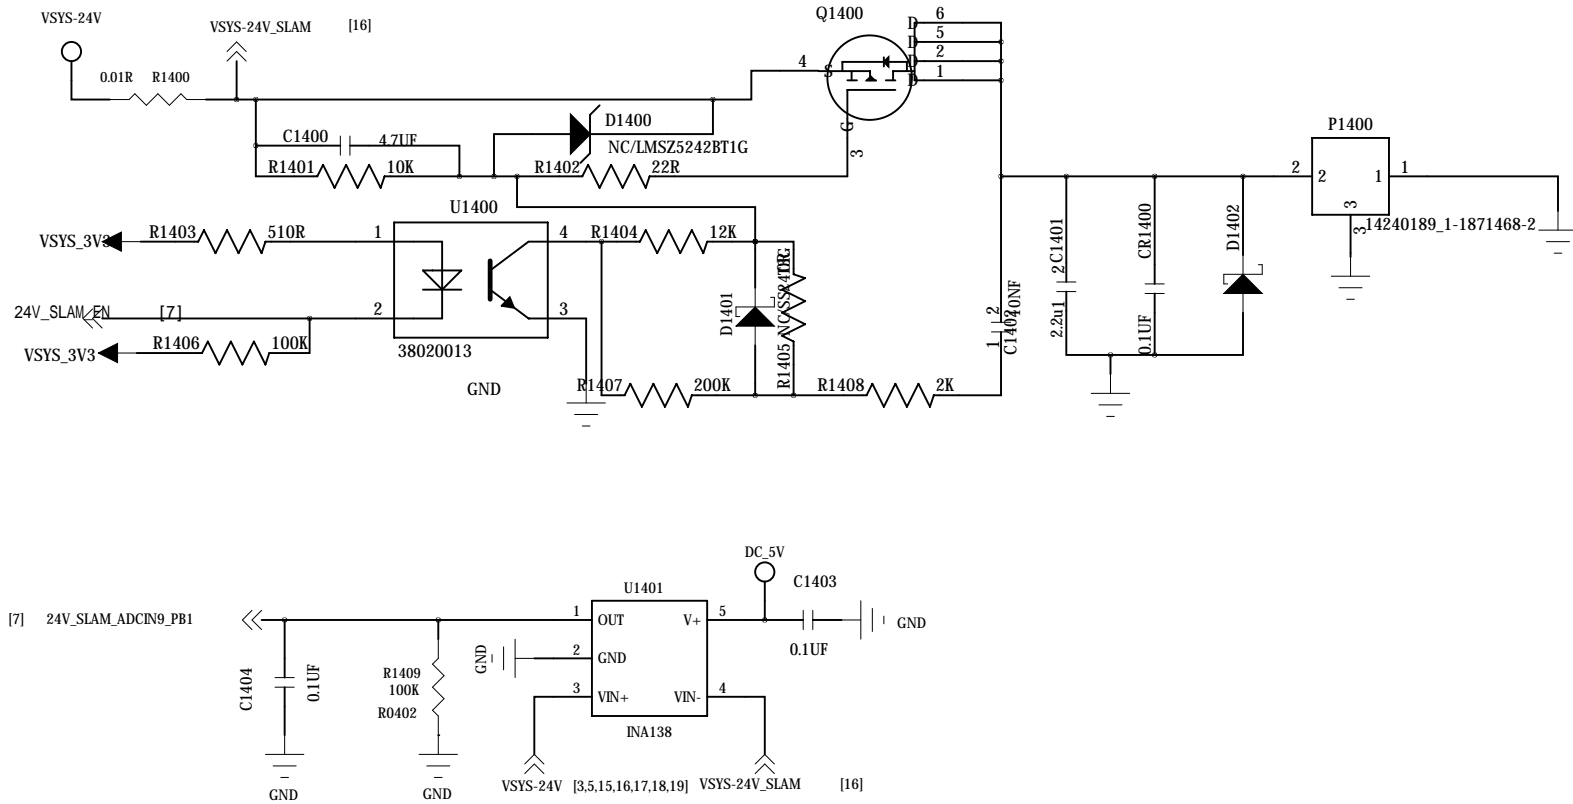 VSYS-24V
VSYS-24V_SLAM [16]
0.01R R1400
Q1400
4 S
D 6
D 5
D 2
D 1
G
3
C1400 4.7UF
D1400
NC/LMSZ5242BT1G
R1401 10K
R1402 22R
P1400
2 2 1 1
3
3
14240189_1-1871468-2
U1400
VSYS_3V3 R1403 510R 1
4 R1404 12K
24V_SLAM_EN [7] 2
3
VSYS_3V3 R1406 100K
38020013
GND
D1401
R1405
R1407 200K
R1408 2K
2
1 C1402 10NF
2 C1401
2.2u1
CR1400
0.1UF
D1402
DC_5V
C1403
U1401
[7] 24V_SLAM_ADCIN9_PB1
1 OUT V+ 5
GND
0.1UF
GND 2 GND
C1404 0.1UF
R1409
100K
R0402
3 VIN+ VIN- 4
INA138
VSYS-24V [3,5,15,16,17,18,19] VSYS-24V_SLAM [16]
GND GND